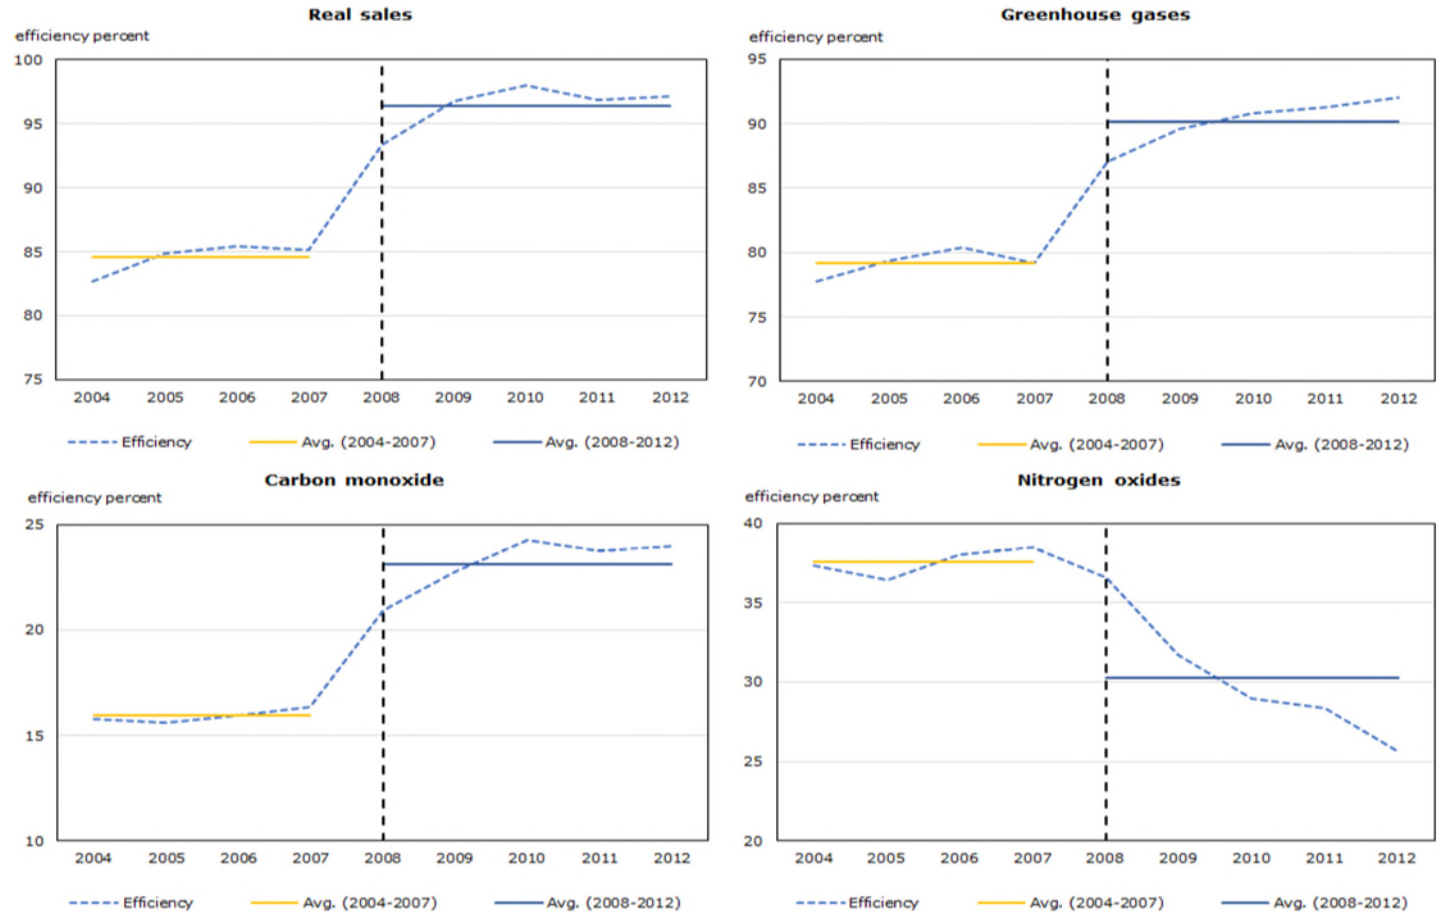 Real sales
efficiency percent
100
95
90
85
80
75
2004 2005 2006 2007 2008 2009 2010 2011 2012
Efficiency Avg. (2004-2007) Avg. (2008-2012)
Greenhouse gases
efficiency percent
95
90
85
80
75
70
2004 2005 2006 2007 2008 2009 2010 2011 2012
Efficiency Avg. (2004-2007) Avg. (2008-2012)
Carbon monoxide
efficiency percent
25
20
15
10
2004 2005 2006 2007 2008 2009 2010 2011 2012
Efficiency Avg. (2004-2007) Avg. (2008-2012)
Nitrogen oxides
efficiency percent
40
35
30
25
20
2004 2005 2006 2007 2008 2009 2010 2011 2012
Efficiency Avg. (2004-2007) Avg. (2008-2012)